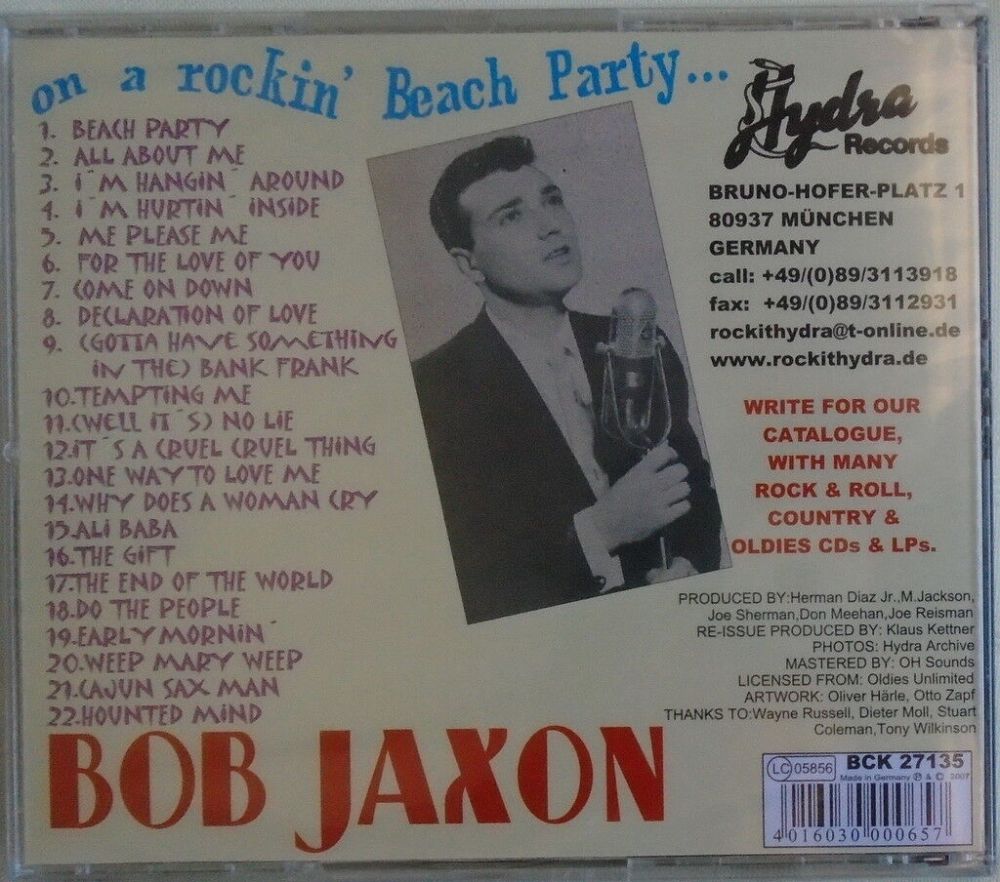 on a rockin' Beach Party...
1. BEACH PARTY
2. ALL ABOUT ME
3. I´M HANGIN´ AROUND
4. I´M HURTIN´ INSIDE
5. ME PLEASE ME
6. FOR THE LOVE OF YOU
7. COME ON DOWN
8. DECLARATION OF LOVE
9. (GOTTA HAVE SOMETHING
IN THE) BANK FRANK
10.TEMPTING ME
11.(WELL IT´S) NO LIE
12.IT´S A CRUEL CRUEL THING
13.ONE WAY TO LOVE ME
14.WHY DOES A WOMAN CRY
15.ALI BABA
16.THE GIFT
17.THE END OF THE WORLD
18.DO THE PEOPLE
19.EARLY MORNIN´
20.WEEP MARY WEEP
21.CAJUN SAX MAN
22.HOUNTED MIND
BOB JAXON
Hydra
Records
BRUNO-HOFER-PLATZ 1
80937 MÜNCHEN
GERMANY
call: +49/(0)89/3113918
fax: +49/(0)89/3112931
rockithydra@t-online.de
www.rockithydra.de
WRITE FOR OUR
CATALOGUE,
WITH MANY
ROCK & ROLL,
COUNTRY &
OLDIES CDs & LPs.
PRODUCED BY:Herman Diaz Jr.,M.Jackson,
Joe Sherman,Don Meehan,Joe Reisman
RE-ISSUE PRODUCED BY: Klaus Kettner
PHOTOS: Hydra Archive
MASTERED BY: OH Sounds
LICENSED FROM: Oldies Unlimited
ARTWORK: Oliver Härle, Otto Zapf
THANKS TO:Wayne Russell, Dieter Moll, Stuart
Coleman,Tony Wilkinson
LC 05856
BCK 27135
Made in Germany ℗ & © 2007
4016030 000657